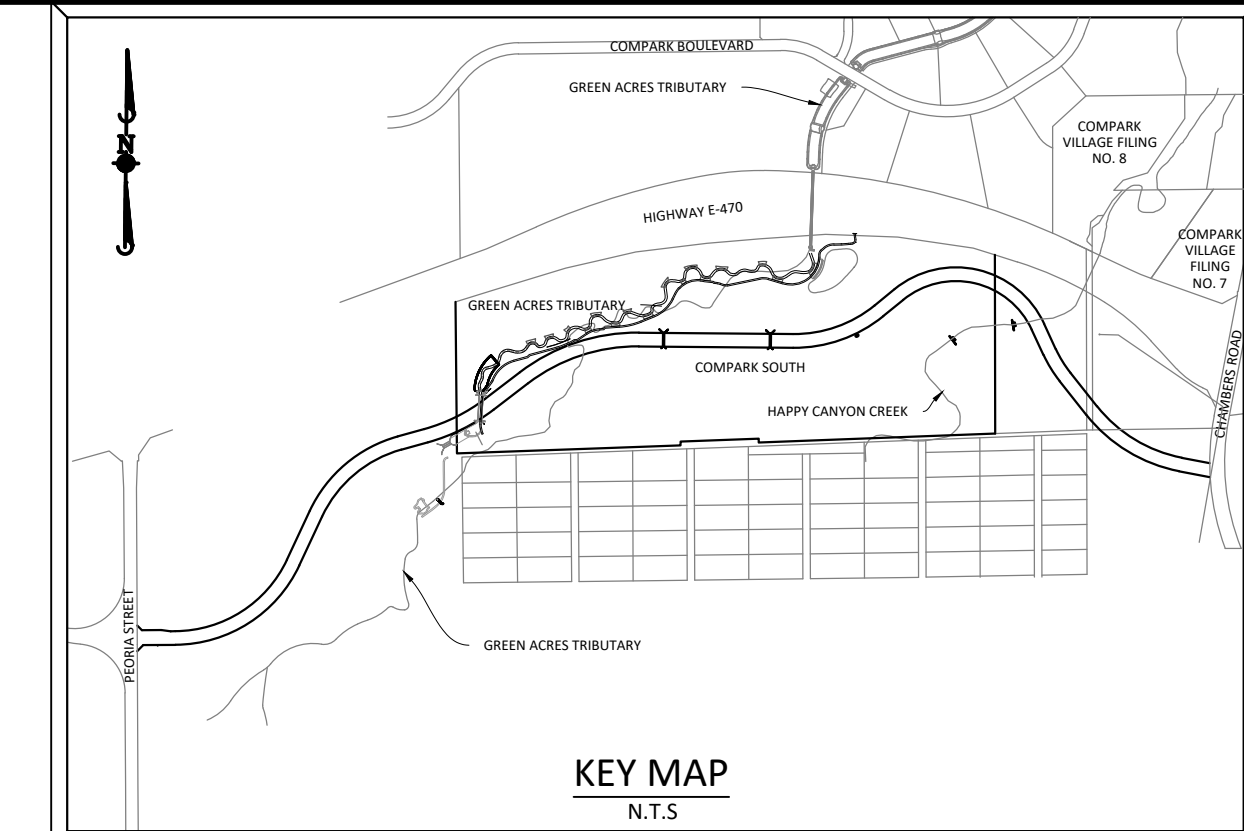 COMPARK BOULEVARD
GREEN ACRES TRIBUTARY
COMPARK
VILLAGE FILING
NO. 8
N
HIGHWAY E-470
COMPARK
VILLAGE
FILING
NO. 7
GREEN ACRES TRIBUTARY
COMPARK SOUTH
HAPPY CANYON CREEK
CHAMBERS ROAD
PEORIA STREET
GREEN ACRES TRIBUTARY
KEY MAP
N.T.S